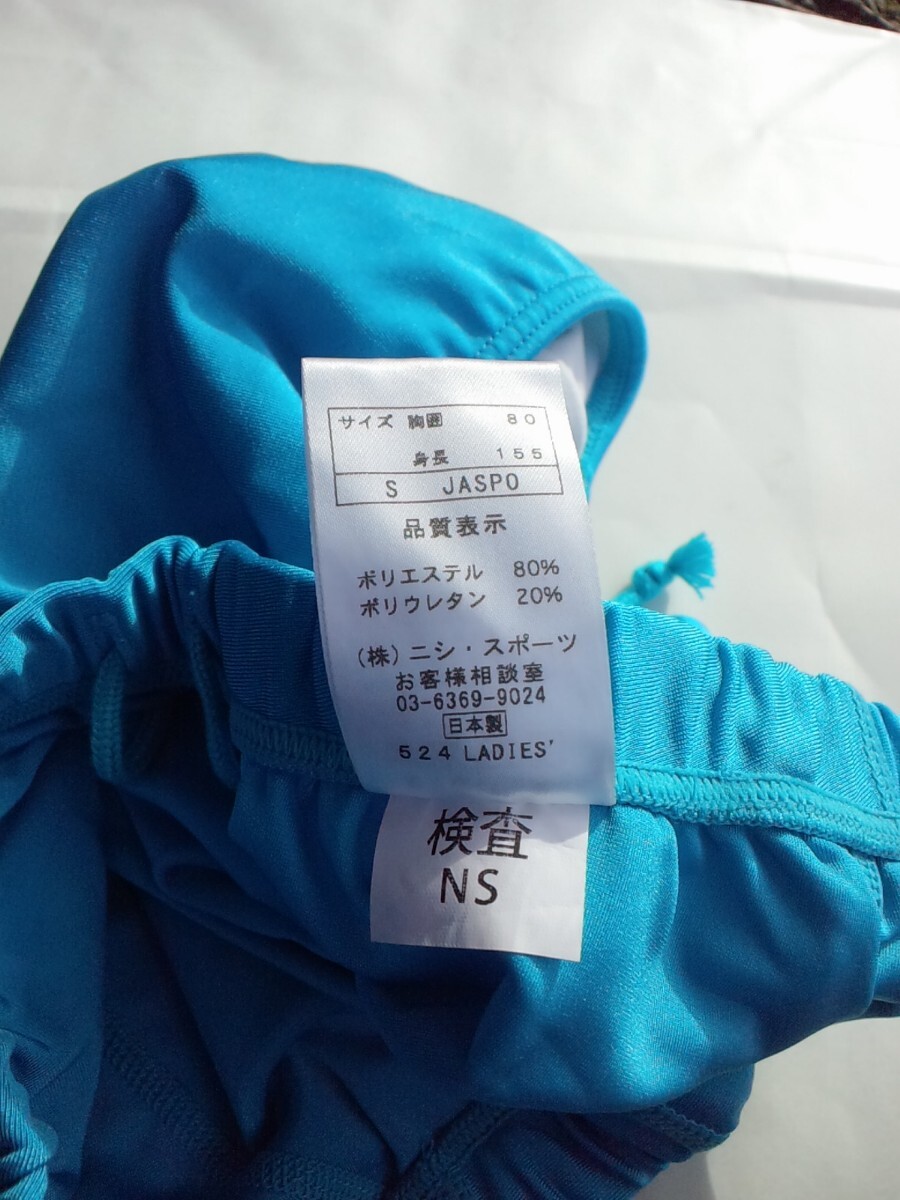 サイズ 胸囲 80
身長 155
S JASPO
品質表示
ポリエステル 80%
ポリウレタン 20%
(株)ニシ・スポーツ
お客様相談室
03-6369-9024
日本製
524 LADIES'
検査
NS